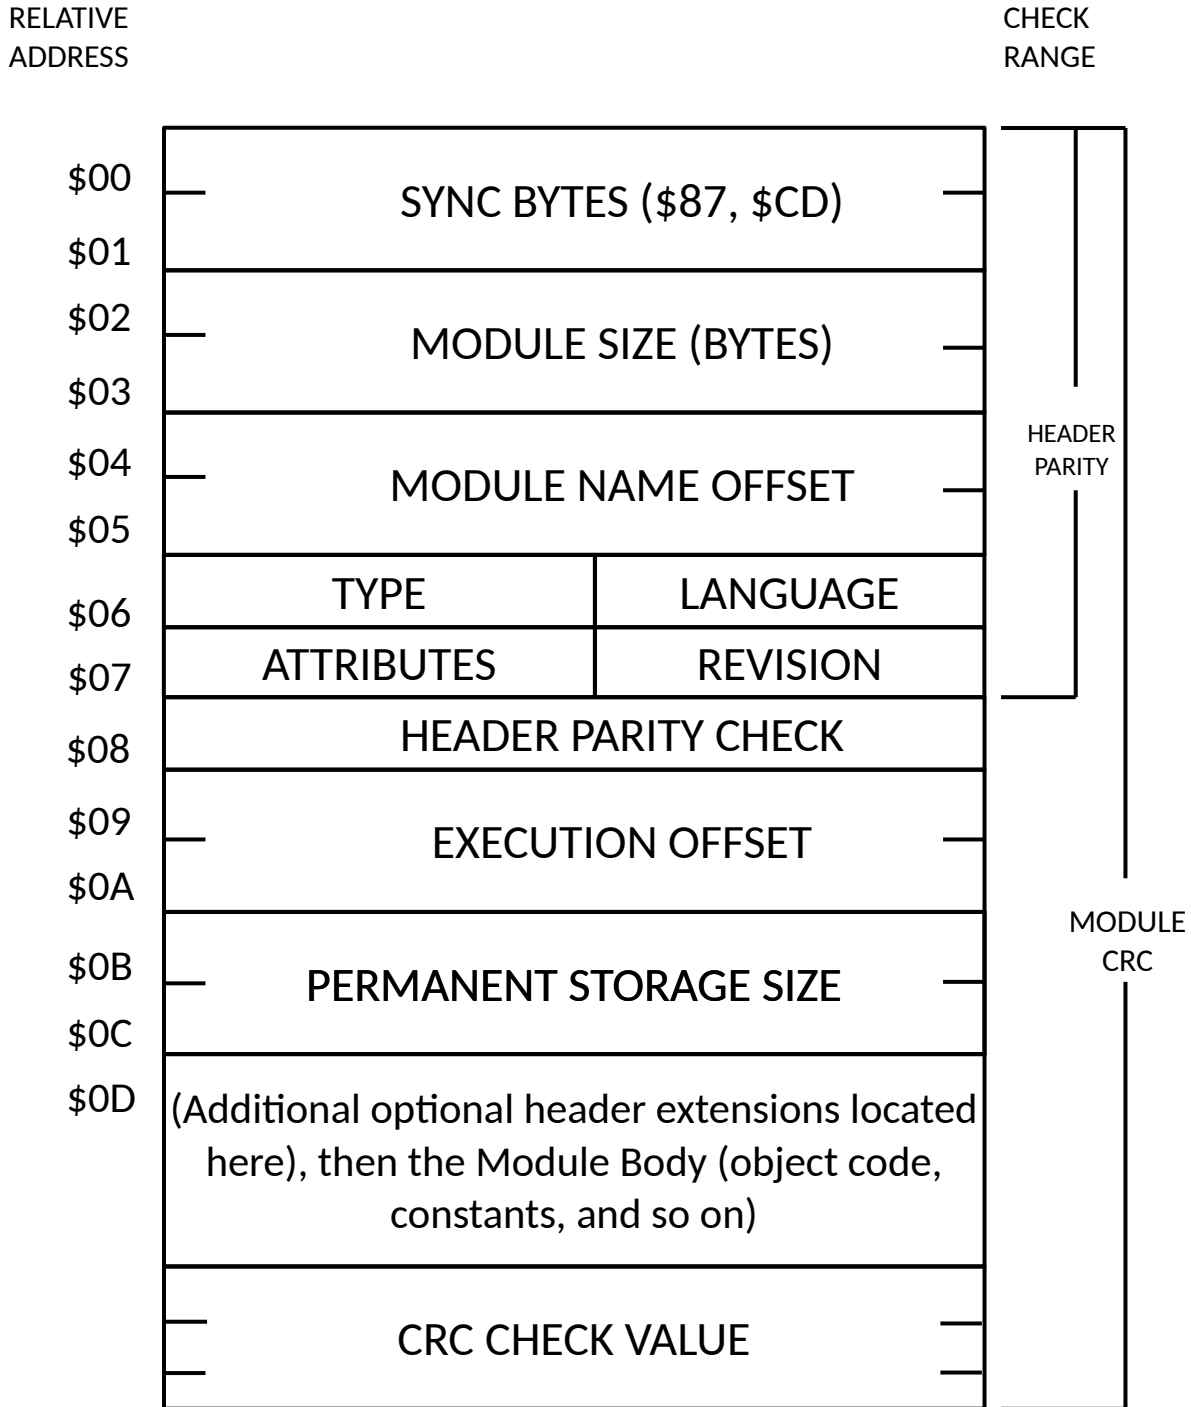 RELATIVE
ADDRESS
CHECK
RANGE
$00
SYNC BYTES ($87, $CD)
$01
$02
MODULE SIZE (BYTES)
$03
HEADER
PARITY
$04
MODULE NAME OFFSET
$05
TYPE
LANGUAGE
$06
ATTRIBUTES
REVISION
$07
HEADER PARITY CHECK
$08
$09
EXECUTION OFFSET
$0A
MODULE
CRC
$0B
PERMANENT STORAGE SIZE
$0C
$0D
(Additional optional header extensions located
here), then the Module Body (object code,
constants, and so on)
CRC CHECK VALUE